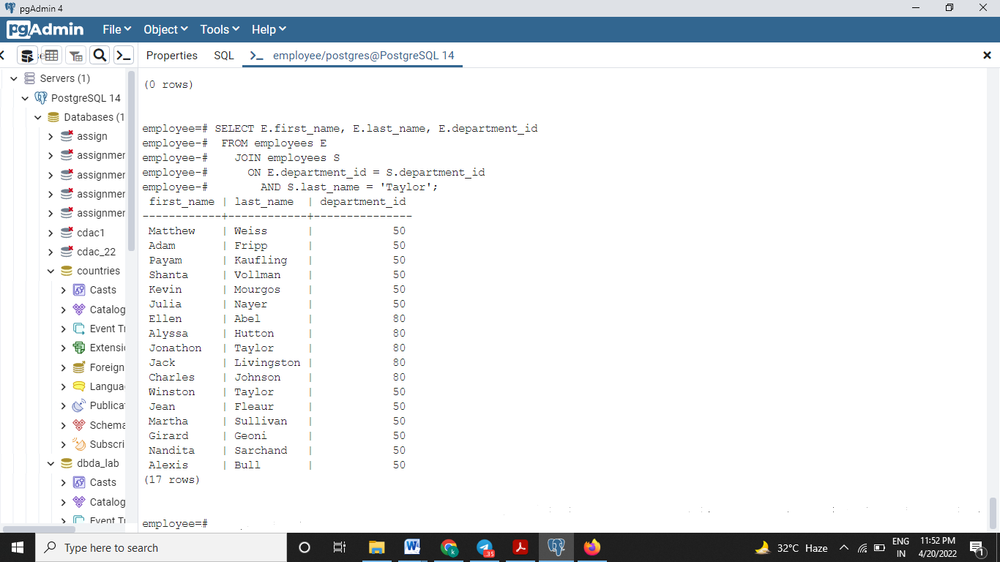 pgAdmin 4
pgAdmin File Object Tools Help
Properties SQL employee/postgres@PostgreSQL 14
Servers (1)
PostgreSQL 14
Databases (1
assign
assignmer
assignmer
assignmer
assignmer
cdac1
cdac_22
countries
Casts
Catalog
Event Tr
Extensi
Foreign
Langua
Publica
Schema
Subscri
dbda_lab
Casts
Catalog
Event Tr
(0 rows)
employee=# SELECT E.first_name, E.last_name, E.department_id
employee-#  FROM employees E
employee-#    JOIN employees S
employee-#      ON E.department_id = S.department_id
employee-#        AND S.last_name = 'Taylor';
 first_name | last_name  | department_id
------------+------------+---------------
 Matthew    | Weiss      |            50
 Adam       | Fripp      |            50
 Payam      | Kaufling   |            50
 Shanta     | Vollman    |            50
 Kevin      | Mourgos    |            50
 Julia      | Nayer      |            50
 Ellen      | Abel       |            80
 Alyssa     | Hutton     |            80
 Jonathon   | Taylor     |            80
 Jack       | Livingston |            80
 Charles    | Johnson    |            80
 Winston    | Taylor     |            50
 Jean       | Fleaur     |            50
 Martha     | Sullivan   |            50
 Girard     | Geoni      |            50
 Nandita    | Sarchand   |            50
 Alexis     | Bull       |            50
(17 rows)
employee=#
Type here to search
35
32°C Haze
ENG
IN
11:52 PM
4/20/2022
1